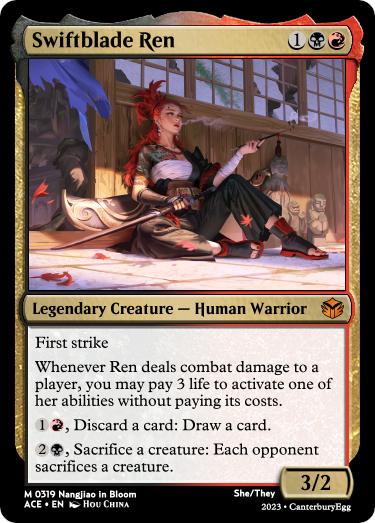 Swiftblade Ren 1
Legendary Creature — Human Warrior
First strike
Whenever Ren deals combat damage to a
player, you may pay 3 life to activate one of
her abilities without paying its costs.
1, Discard a card: Draw a card.
2, Sacrifice a creature: Each opponent
sacrifices a creature.
3/2
M 0319 Nangjiao in Bloom She/They
ACE • EN Hou China 2023 • CanterburyEgg